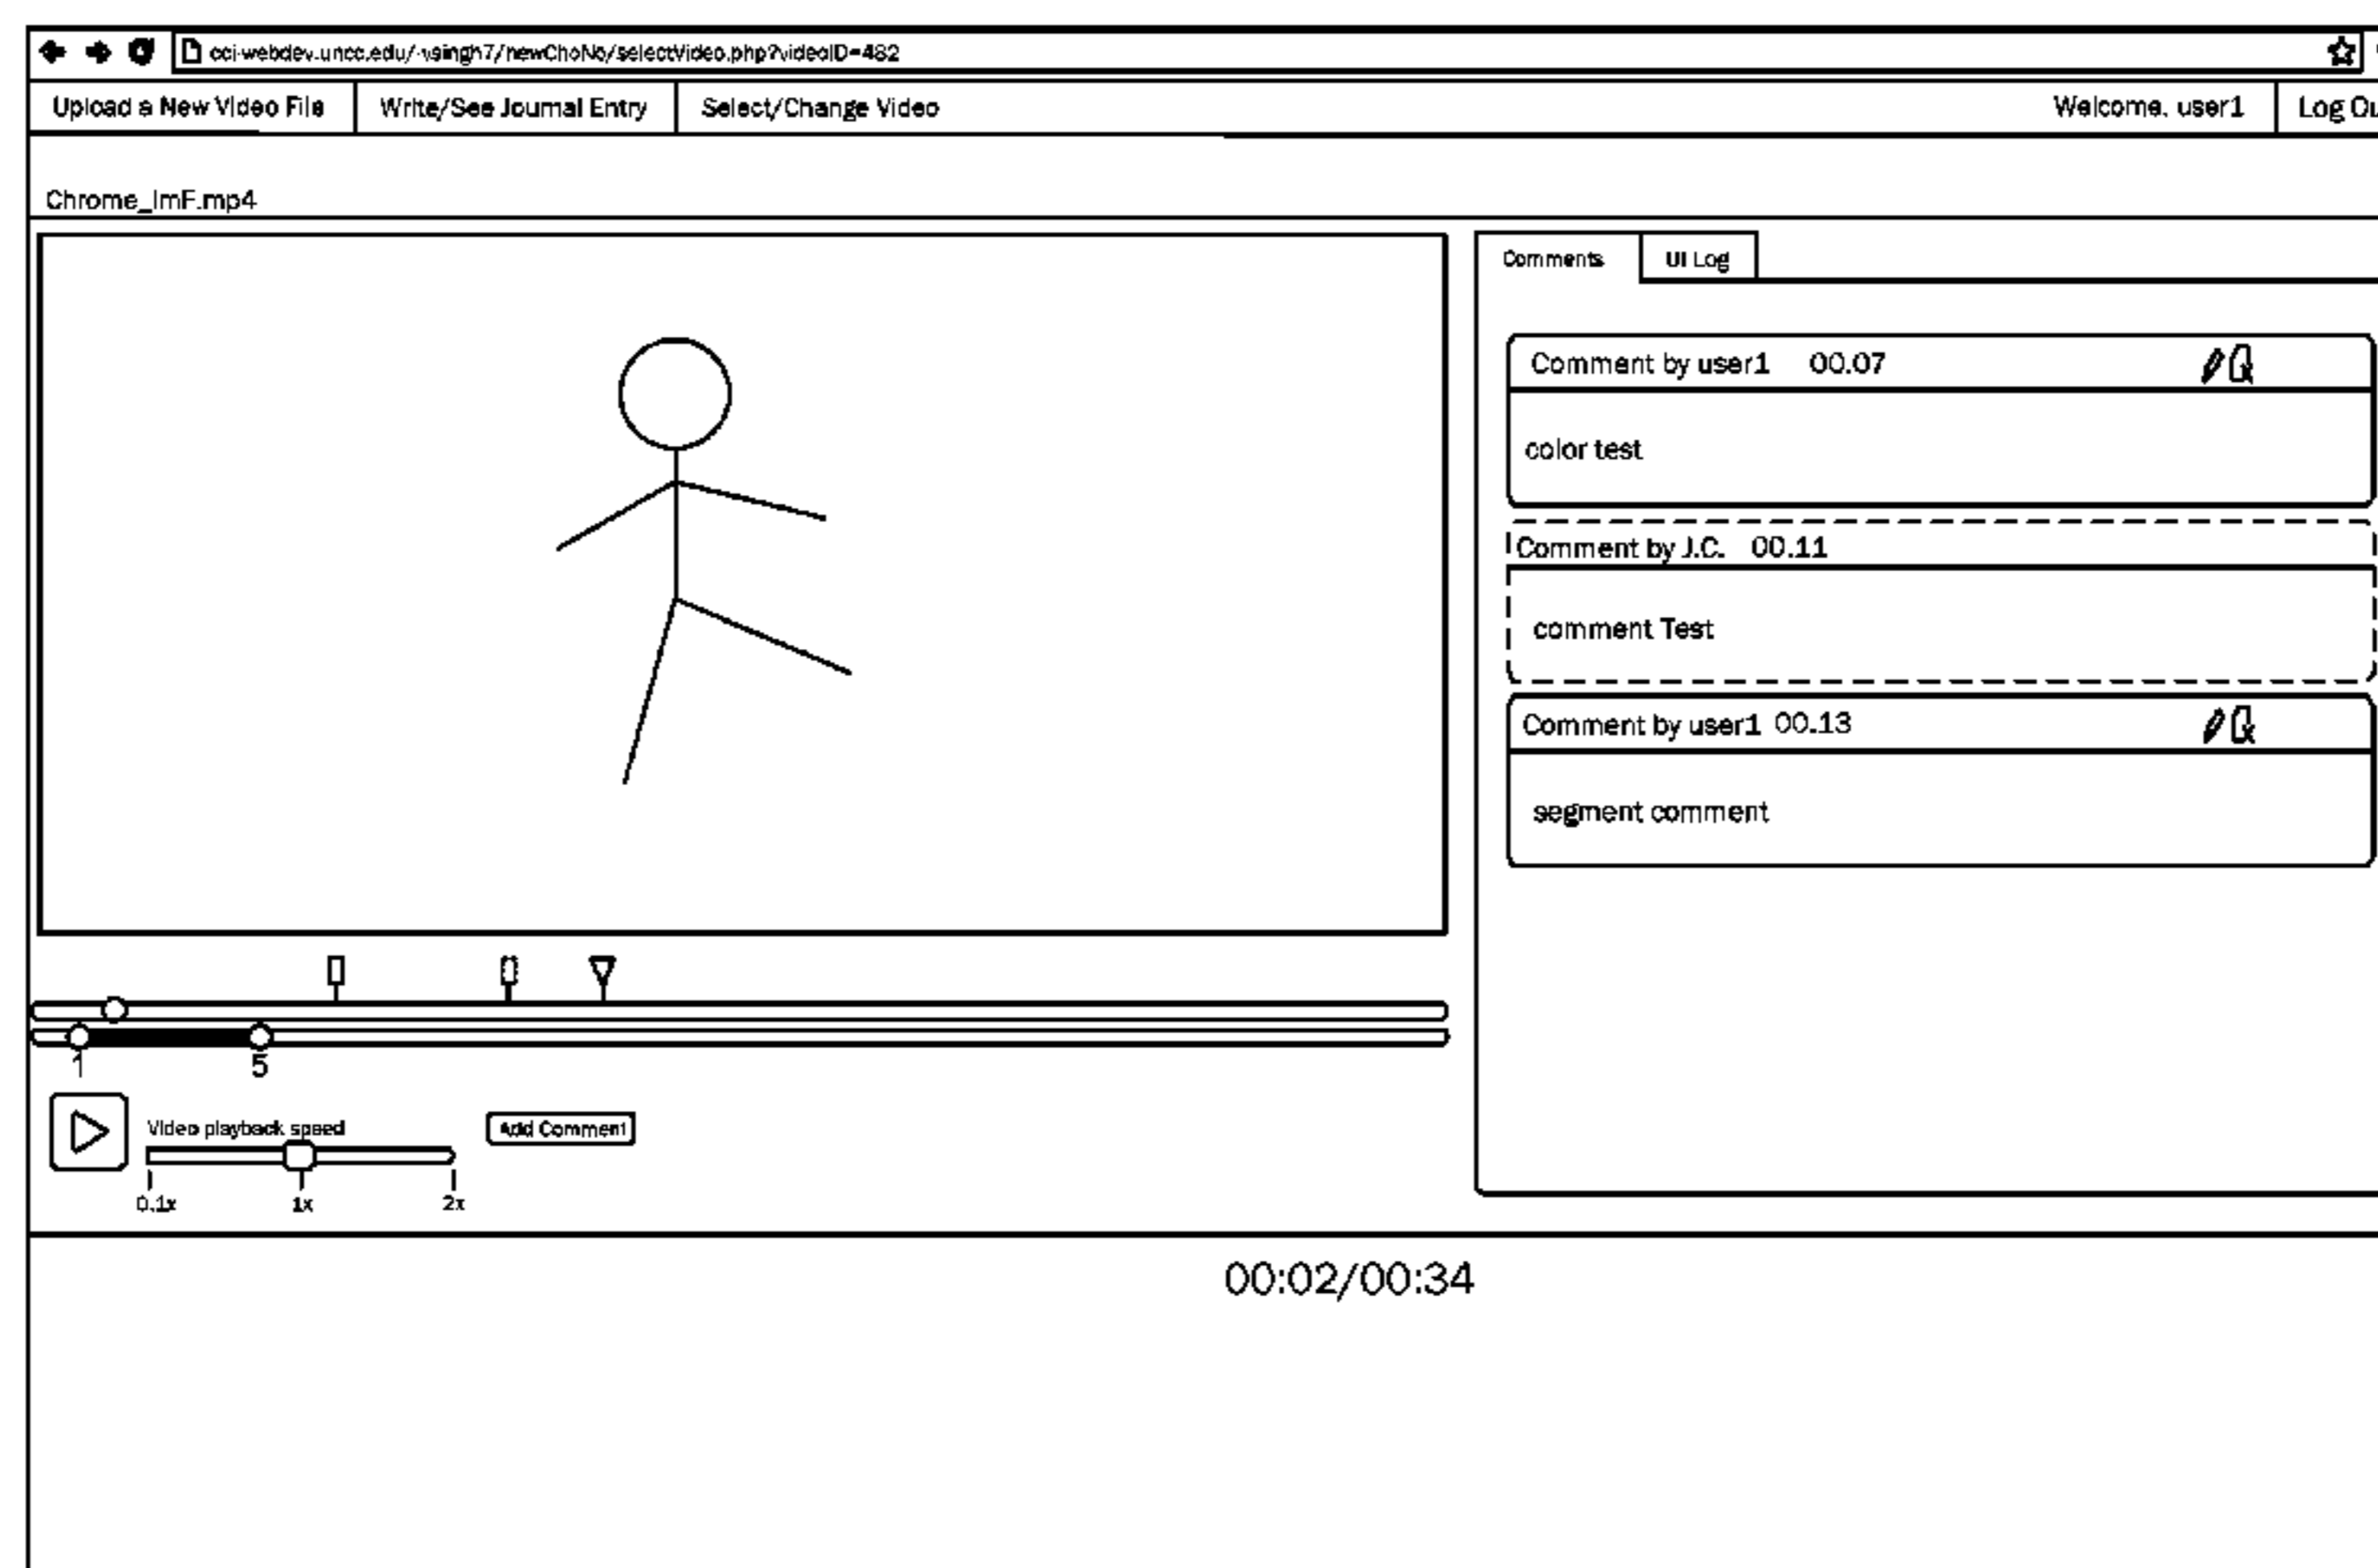 cci-webdev.uncc.edu/~vsingh7/newChoNo/selectVideo.php?videoID=482
Upload a New Video File Write/See Journal Entry Select/Change Video Welcome, user1 Log Ou
Chrome_ImF.mp4
Comments UI Log
Comment by user1 00.07
color test
Comment by J.C. 00.11
comment Test
Comment by user1 00.13
segment comment
1 5
Video playback speed Add Comment
0.1x 1x 2x
00:02/00:34